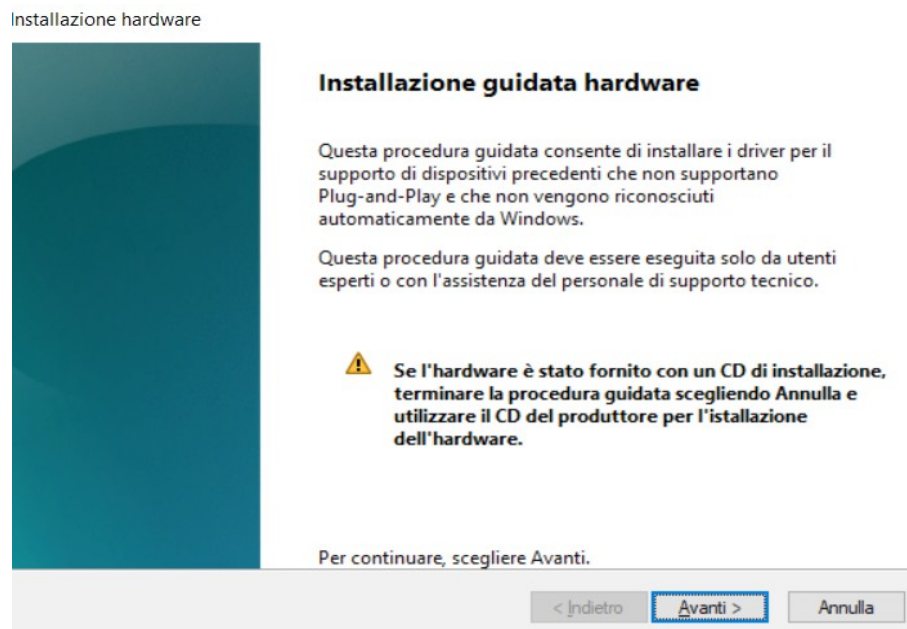 Installazione hardware
Installazione guidata hardware
Questa procedura guidata consente di installare i driver per il
supporto di dispositivi precedenti che non supportano
Plug-and-Play e che non vengono riconosciuti
automaticamente da Windows.
Questa procedura guidata deve essere eseguita solo da utenti
esperti o con l'assistenza del personale di supporto tecnico.
Se l'hardware è stato fornito con un CD di installazione,
terminare la procedura guidata scegliendo Annulla e
utilizzare il CD del produttore per l'istallazione
dell'hardware.
Per continuare, scegliere Avanti.
< Indietro Avanti > Annulla